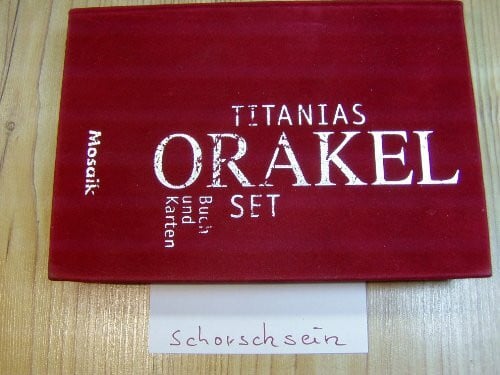 TITANIAS
ORAKEL
SET
Buch
und
Karten
Mosaik
schorschsein